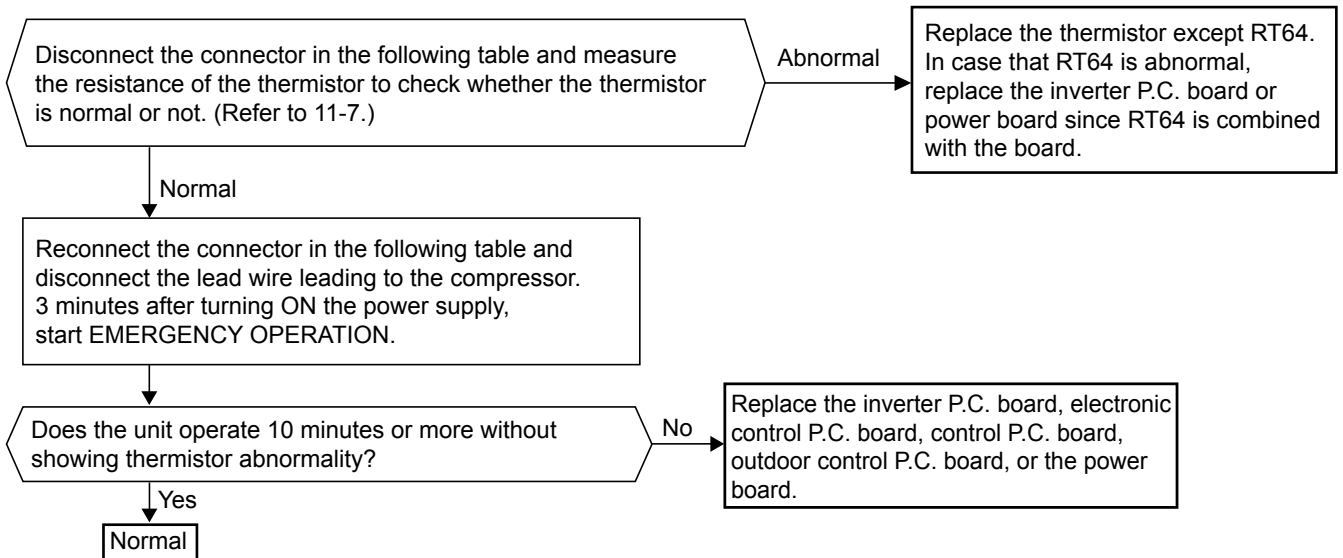 Disconnect the connector in the following table and measure
the resistance of the thermistor to check whether the thermistor
is normal or not. (Refer to 11-7.)
Abnormal
Replace the thermistor except RT64.
In case that RT64 is abnormal,
replace the inverter P.C. board or
power board since RT64 is combined
with the board.
Normal
Reconnect the connector in the following table and
disconnect the lead wire leading to the compressor.
3 minutes after turning ON the power supply,
start EMERGENCY OPERATION.
Does the unit operate 10 minutes or more without
showing thermistor abnormality?
No
Replace the inverter P.C. board, electronic
control P.C. board, control P.C. board,
outdoor control P.C. board, or the power
board.
Yes
Normal